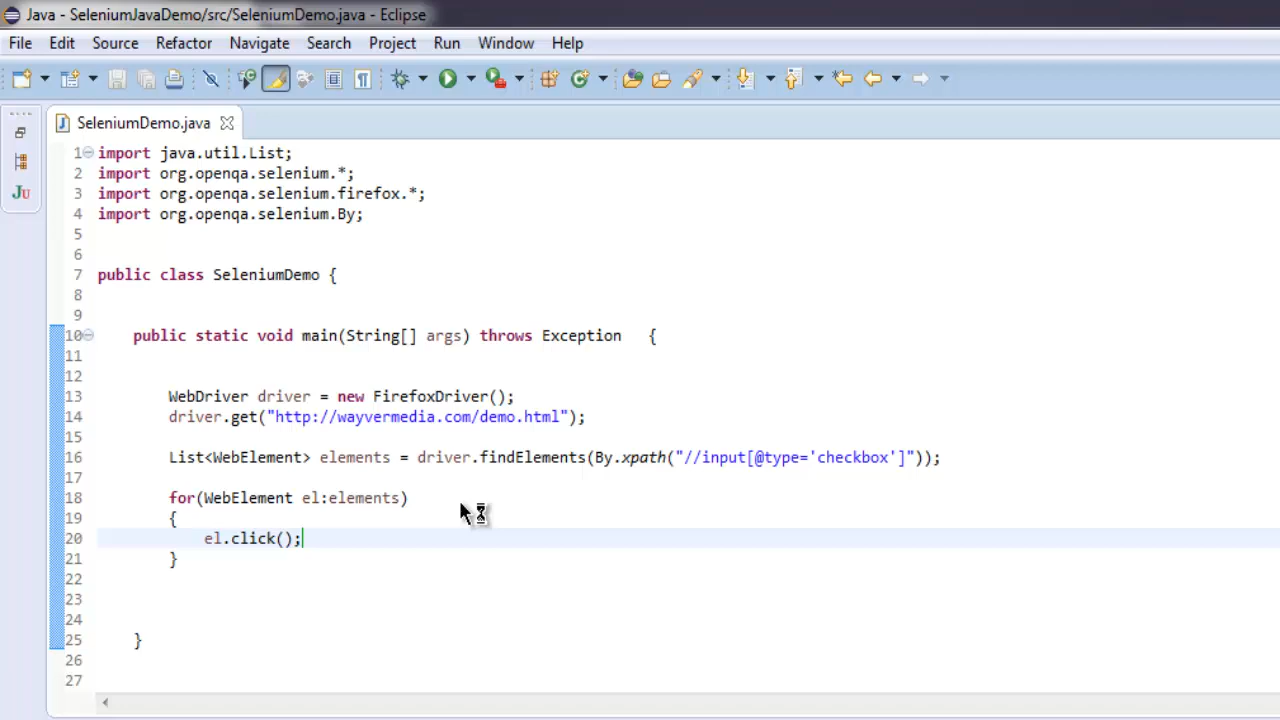 Java - SeleniumJavaDemo/src/SeleniumDemo.java - Eclipse
File Edit Source Refactor Navigate Search Project Run Window Help
SeleniumDemo.java
Ju
1 import java.util.List;
2 import org.openqa.selenium.*;
3 import org.openqa.selenium.firefox.*;
4 import org.openqa.selenium.By;
5
6
7 public class SeleniumDemo {
8
9
10 public static void main(String[] args) throws Exception {
11
12
13 WebDriver driver = new FirefoxDriver();
14 driver.get("http://wayvermedia.com/demo.html");
15
16 List<WebElement> elements = driver.findElements(By.xpath("//input[@type='checkbox']"));
17
18 for(WebElement el:elements)
19 {
20 el.click();
21 }
22
23
24
25 }
26
27